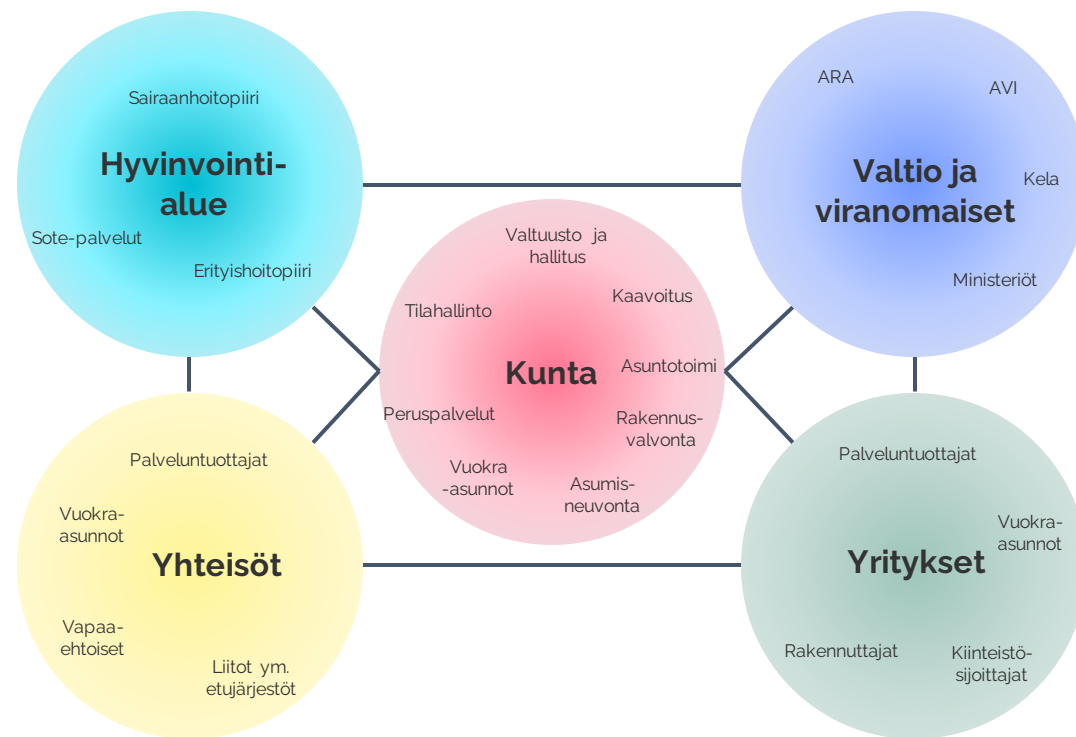 Sairaanhoitopiiri
Hyvinvointi-
alue
Sote-palvelut
Erityishoitopiiri
ARA
AVI
Valtio ja
viranomaiset
Kela
Ministeriöt
Valtuusto ja
hallitus
Kaavoitus
Tilahallinto
Kunta
Asuntotoimi
Peruspalvelut
Rakennus-
valvonta
Vuokra
-asunnot
Asumis-
neuvonta
Palveluntuottajat
Vuokra-
asunnot
Yhteisöt
Vapaa-
ehtoiset
Liitot ym.
etujärjestöt
Palveluntuottajat
Vuokra-
asunnot
Yritykset
Rakennuttajat
Kiinteistö-
sijoittajat